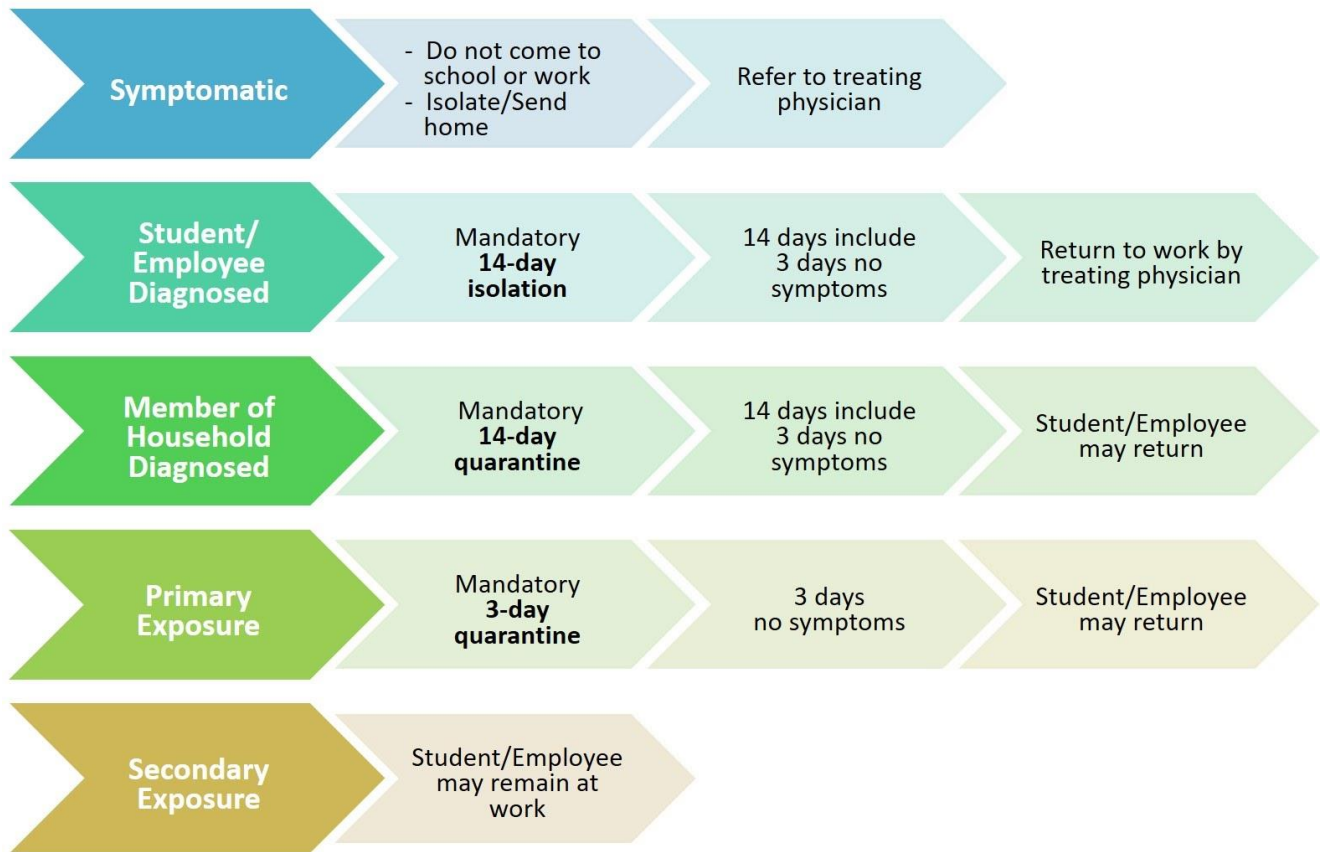 Symptomatic
- Do not come to
school or work
- Isolate/Send
home
Refer to treating
physician
Student/
Employee
Diagnosed
Mandatory
14-day
isolation
14 days include
3 days no
symptoms
Return to work by
treating physician
Member of
Household
Diagnosed
Mandatory
14-day
quarantine
14 days include
3 days no
symptoms
Student/Employee
may return
Primary
Exposure
Mandatory
3-day
quarantine
3 days
no symptoms
Student/Employee
may return
Secondary
Exposure
Student/Employee
may remain at
work